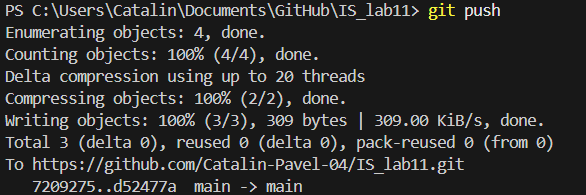 PS C:\Users\Catalin\Documents\GitHub\IS_lab11> git push
Enumerating objects: 4, done.
Counting objects: 100% (4/4), done.
Delta compression using up to 20 threads
Compressing objects: 100% (2/2), done.
Writing objects: 100% (3/3), 309 bytes | 309.00 KiB/s, done.
Total 3 (delta 0), reused 0 (delta 0), pack-reused 0 (from 0)
To https://github.com/Catalin-Pavel-04/IS_lab11.git
   7209275..d52477a  main -> main